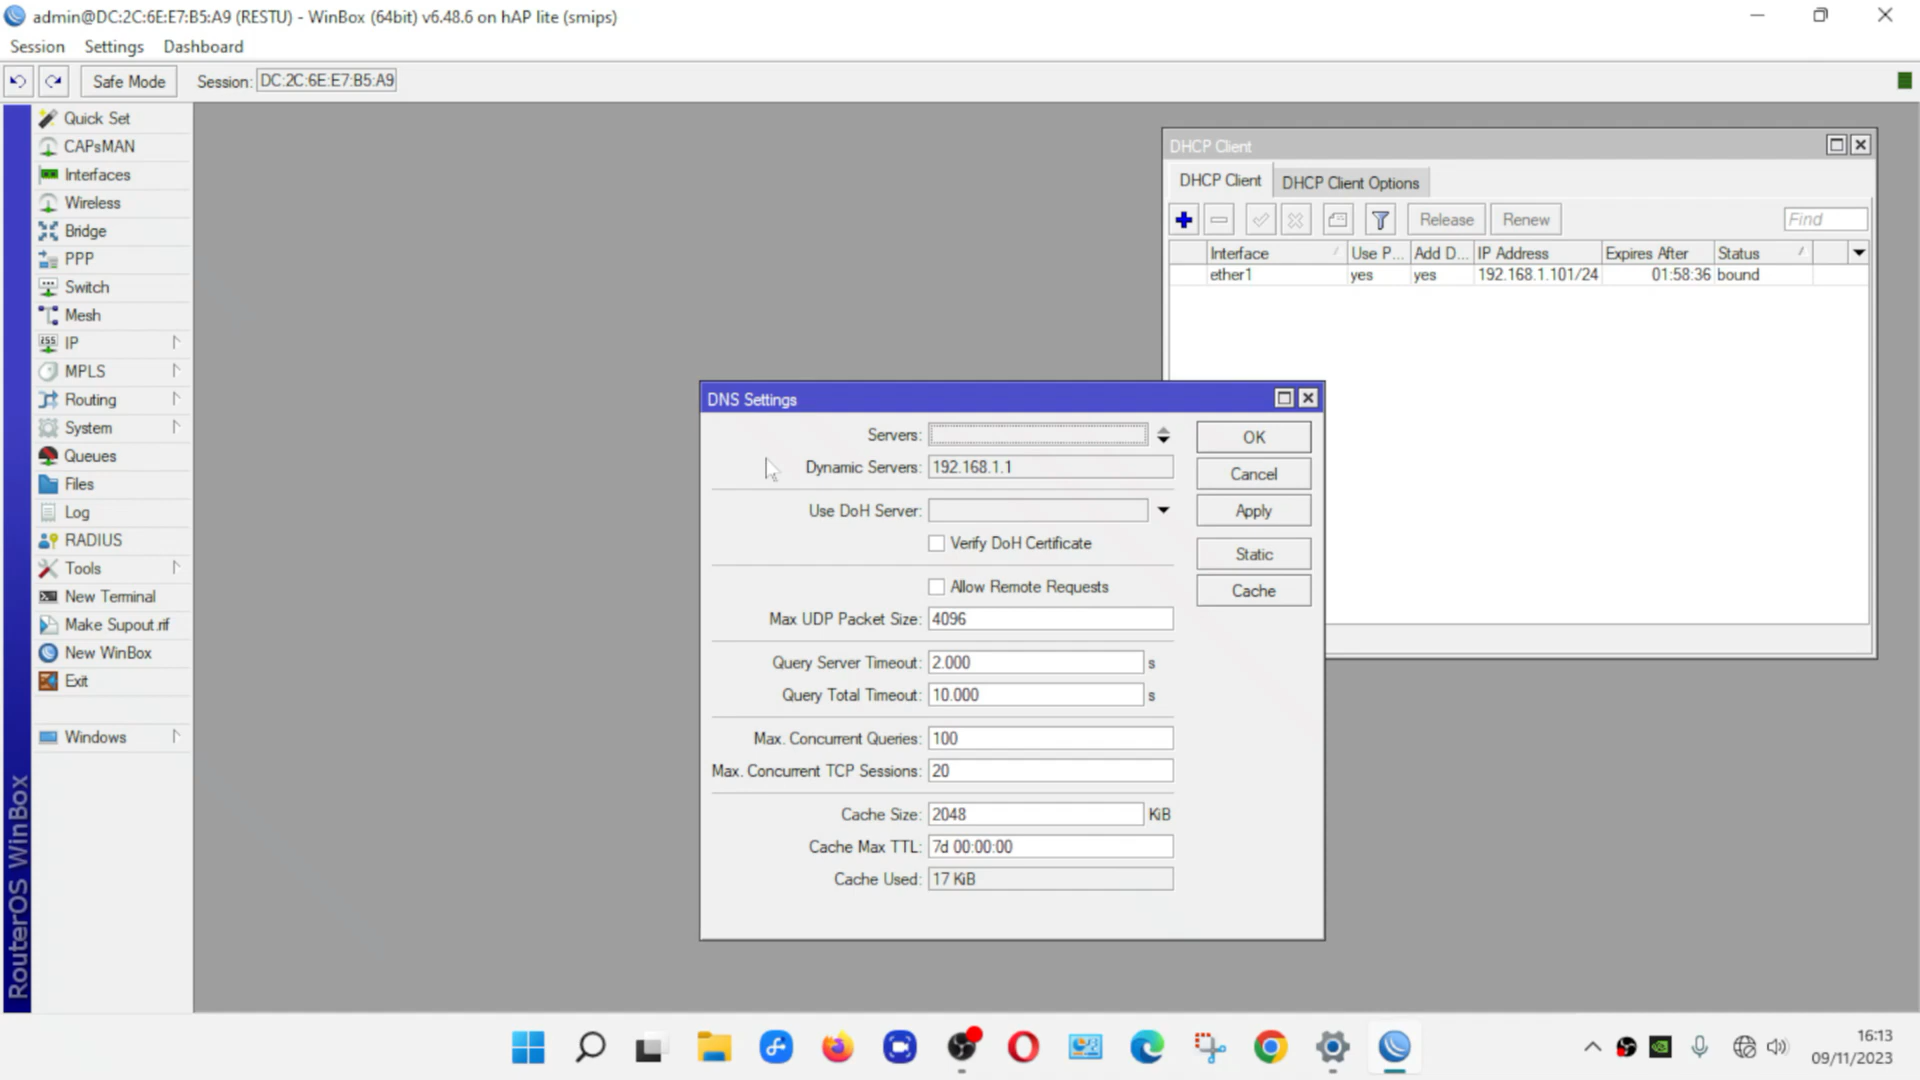 admin@DC:2C:6E:E7:B5:A9 (RESTU) - WinBox (64bit) v6.48.6 on hAP lite (smips)
Session Settings Dashboard
Safe Mode Session: DC:2C:6E:E7:B5:A9
Quick Set
CAPsMAN
Interfaces
Wireless
Bridge
PPP
Switch
Mesh
IP
MPLS
Routing
System
Queues
Files
Log
RADIUS
Tools
New Terminal
Make Supout.rif
New WinBox
Exit
Windows
RouterOS WinBox
DHCP Client
DHCP Client DHCP Client Options
Release Renew Find
Interface Use P... Add D... IP Address Expires After Status
ether1 yes yes 192.168.1.101/24 01:58:36 bound
DNS Settings
Servers:
Dynamic Servers: 192.168.1.1
Use DoH Server:
Verify DoH Certificate
Allow Remote Requests
Max UDP Packet Size: 4096
Query Server Timeout: 2.000 s
Query Total Timeout: 10.000 s
Max. Concurrent Queries: 100
Max. Concurrent TCP Sessions: 20
Cache Size: 2048 KiB
Cache Max TTL: 7d 00:00:00
Cache Used: 17 KiB
OK
Cancel
Apply
Static
Cache
16:13
09/11/2023